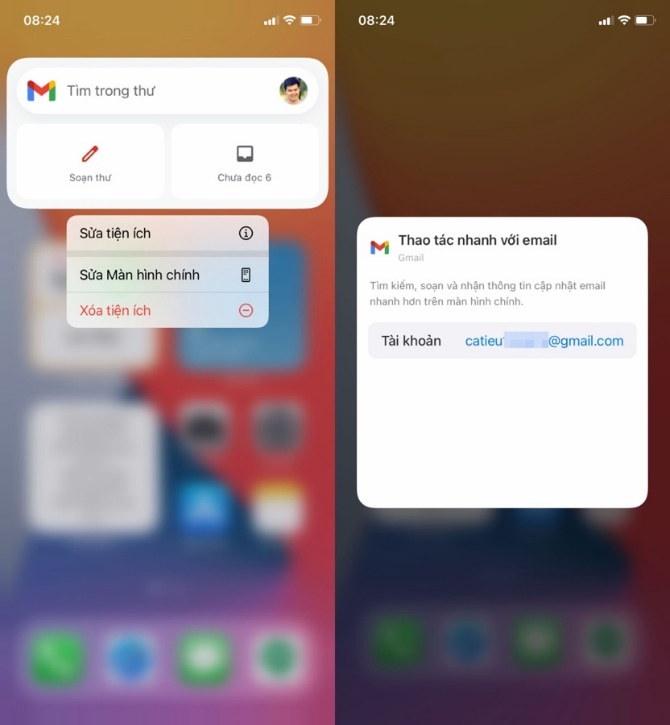 08:24
Tìm trong thư
Soạn thư
Chưa đọc 6
Sửa tiện ích
Sửa Màn hình chính
Xóa tiện ích
08:24
Thao tác nhanh với email
Gmail
Tìm kiếm, soạn và nhận thông tin cập nhật email
nhanh hơn trên màn hình chính.
Tài khoản catieu @gmail.com